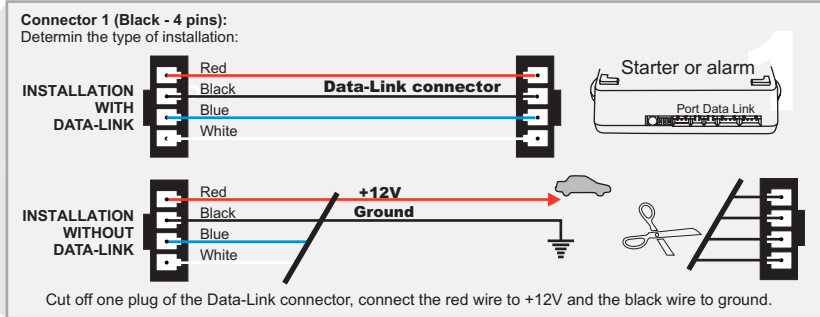 Connector 1 (Black - 4 pins):
Determin the type of installation:
1
INSTALLATION
WITH
DATA-LINK
Red
Black
Blue
White
Data-Link connector
Starter or alarm
Port Data Link
INSTALLATION
WITHOUT
DATA-LINK
Red
Black
Blue
White
+12V
Ground
Cut off one plug of the Data-Link connector, connect the red wire to +12V and the black wire to ground.